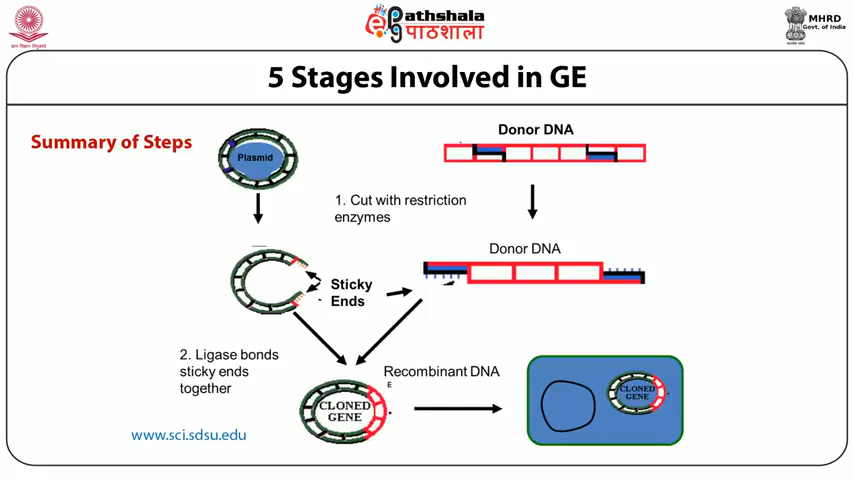 Pathshala
पाठशाला
MHRD
Govt. of India
5 Stages Involved in GE
Summary of Steps
Plasmid
Donor DNA
1. Cut with restriction
enzymes
Donor DNA
Sticky
Ends
2. Ligase bonds
sticky ends
together
Recombinant DNA
E
CLONED
GENE
CLONED
GENE
www.sci.sdsu.edu